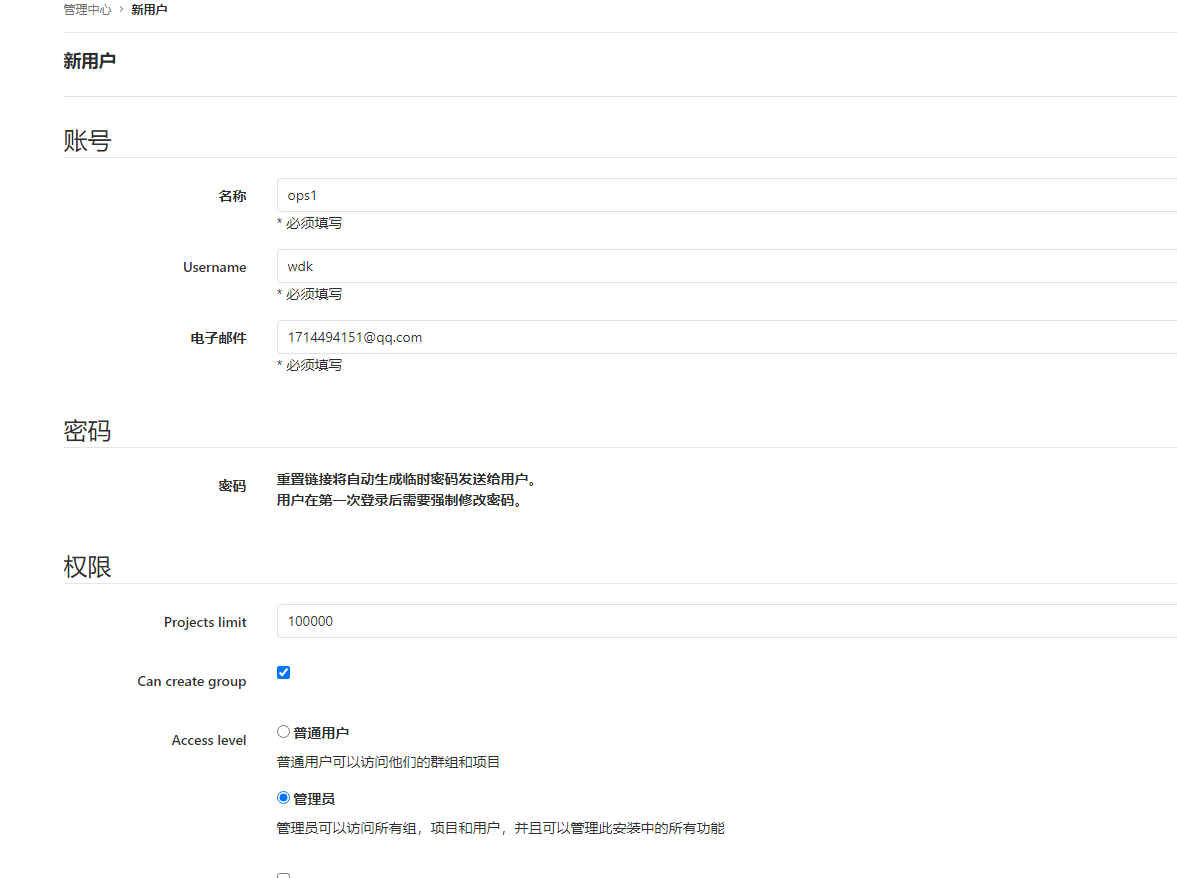 管理中心 › 新用户
新用户
账号
名称 ops1
* 必须填写
Username wdk
* 必须填写
电子邮件 1714494151@qq.com
* 必须填写
密码
密码 重置链接将自动生成临时密码发送给用户。
用户在第一次登录后需要强制修改密码。
权限
Projects limit 100000
Can create group
Access level 普通用户
普通用户可以访问他们的群组和项目
管理员
管理员可以访问所有组，项目和用户，并且可以管理此安装中的所有功能